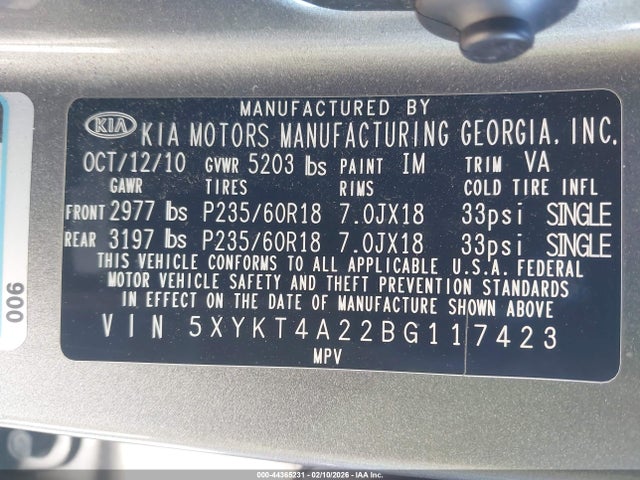 MANUFACTURED BY
KIA KIA MOTORS MANUFACTURING GEORGIA, INC.
OCT/12/10 GVWR 5203 lbs PAINT IM TRIM VA
GAWR TIRES RIMS COLD TIRE INFL
FRONT 2977 lbs P235/60R18 7.0JX18 33psi SINGLE
REAR 3197 lbs P235/60R18 7.0JX18 33psi SINGLE
THIS VEHICLE CONFORMS TO ALL APPLICABLE U.S.A. FEDERAL
MOTOR VEHICLE SAFETY AND THEFT PREVENTION STANDARDS
IN EFFECT ON THE DATE OF MANUFACTURE SHOWN ABOVE
VIN 5XYKT4A22BG117423
MPV
006
000-44365231 - 02/10/2026 - IAA Inc.